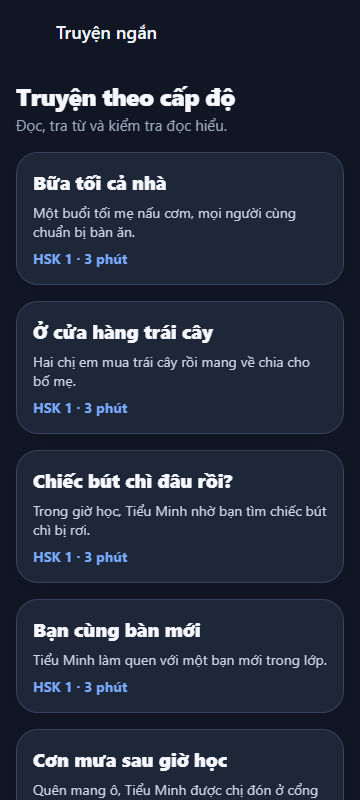 Truyện ngắn
Truyện theo cấp độ
Đọc, tra từ và kiểm tra đọc hiểu.
Bữa tối cả nhà
Một buổi tối mẹ nấu cơm, mọi người cùng
chuẩn bị bàn ăn.
HSK 1 · 3 phút
Ở cửa hàng trái cây
Hai chị em mua trái cây rồi mang về chia cho
bố mẹ.
HSK 1 · 3 phút
Chiếc bút chì đâu rồi?
Trong giờ học, Tiểu Minh nhờ bạn tìm chiếc bút
chì bị rơi.
HSK 1 · 3 phút
Bạn cùng bàn mới
Tiểu Minh làm quen với một bạn mới trong lớp.
HSK 1 · 3 phút
Cơn mưa sau giờ học
Quên mang ô, Tiểu Minh được chị đón ở cổng